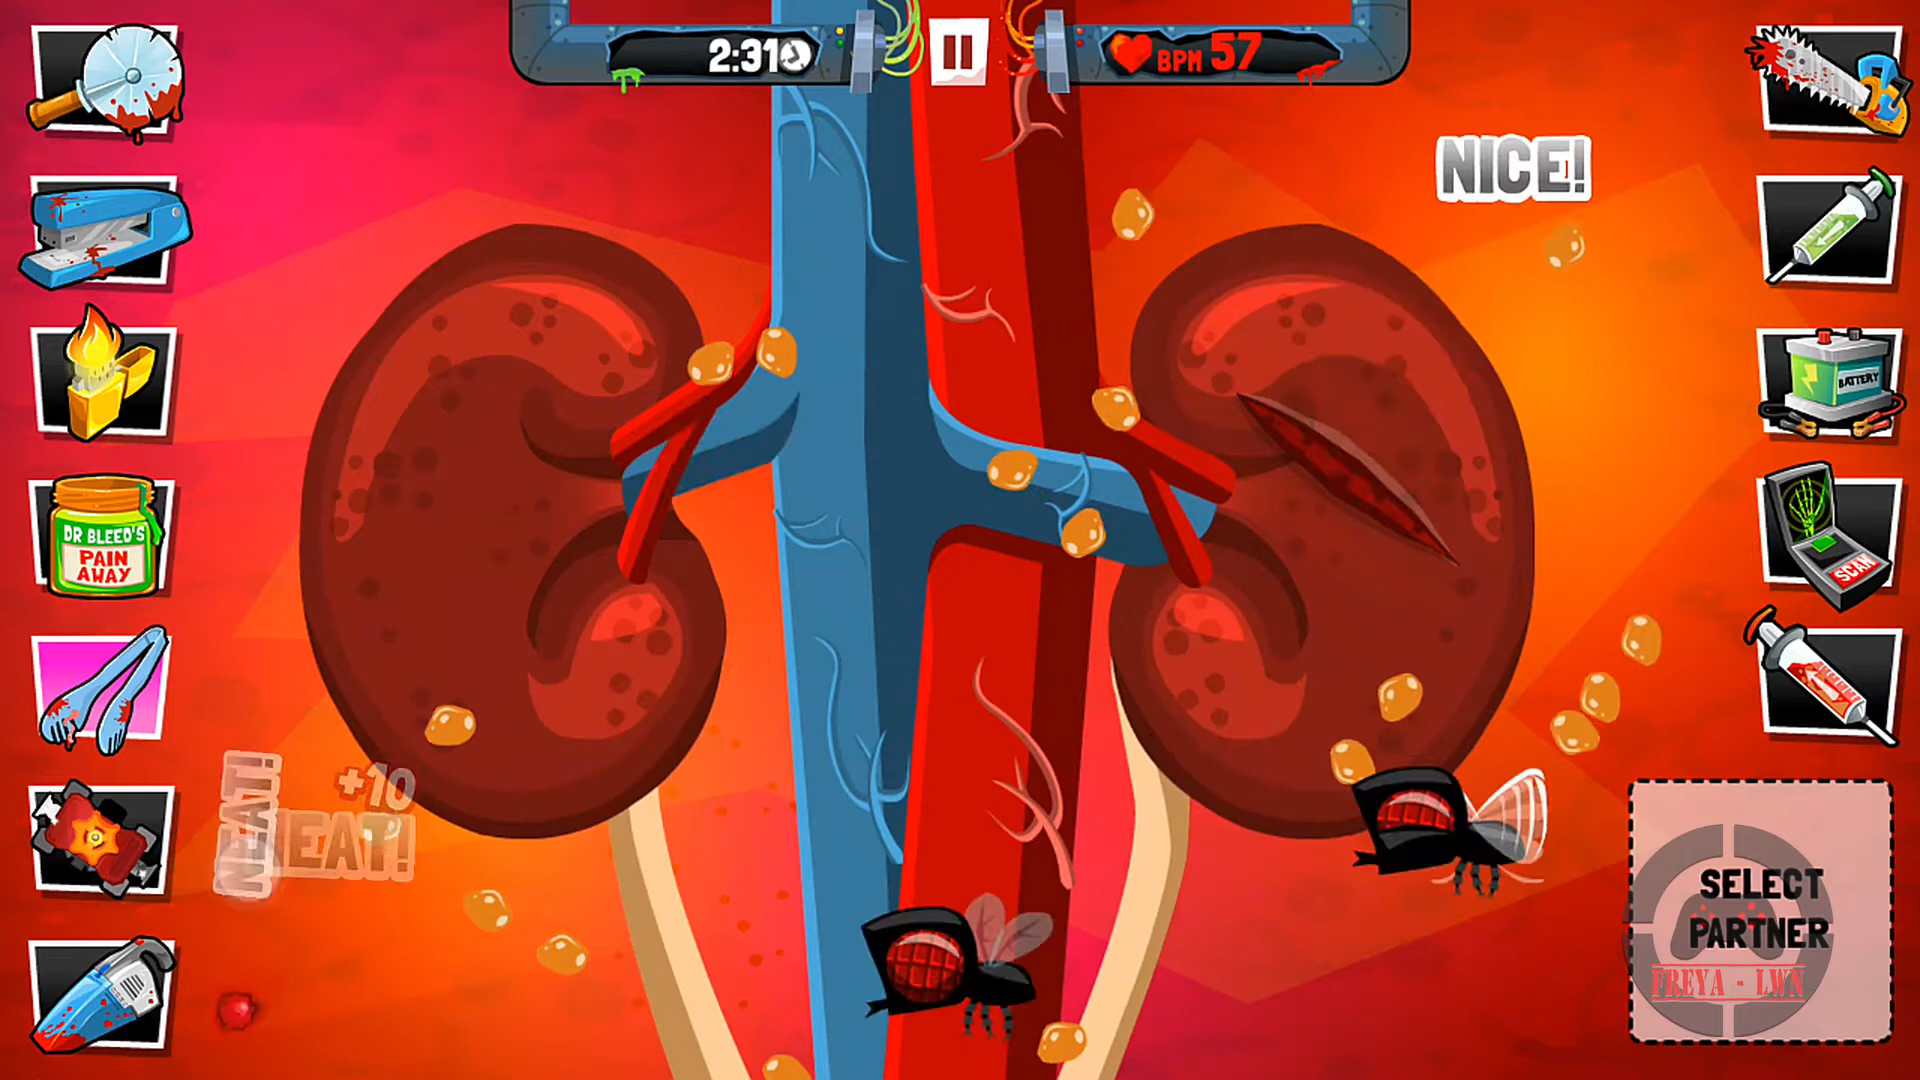 2:31
BPM 57
NICE!
BATTERY
DR BLEED'S
PAIN
AWAY
SCAN
NEAT!
+10
NEAT!
SELECT
PARTNER
FREYA - LWN